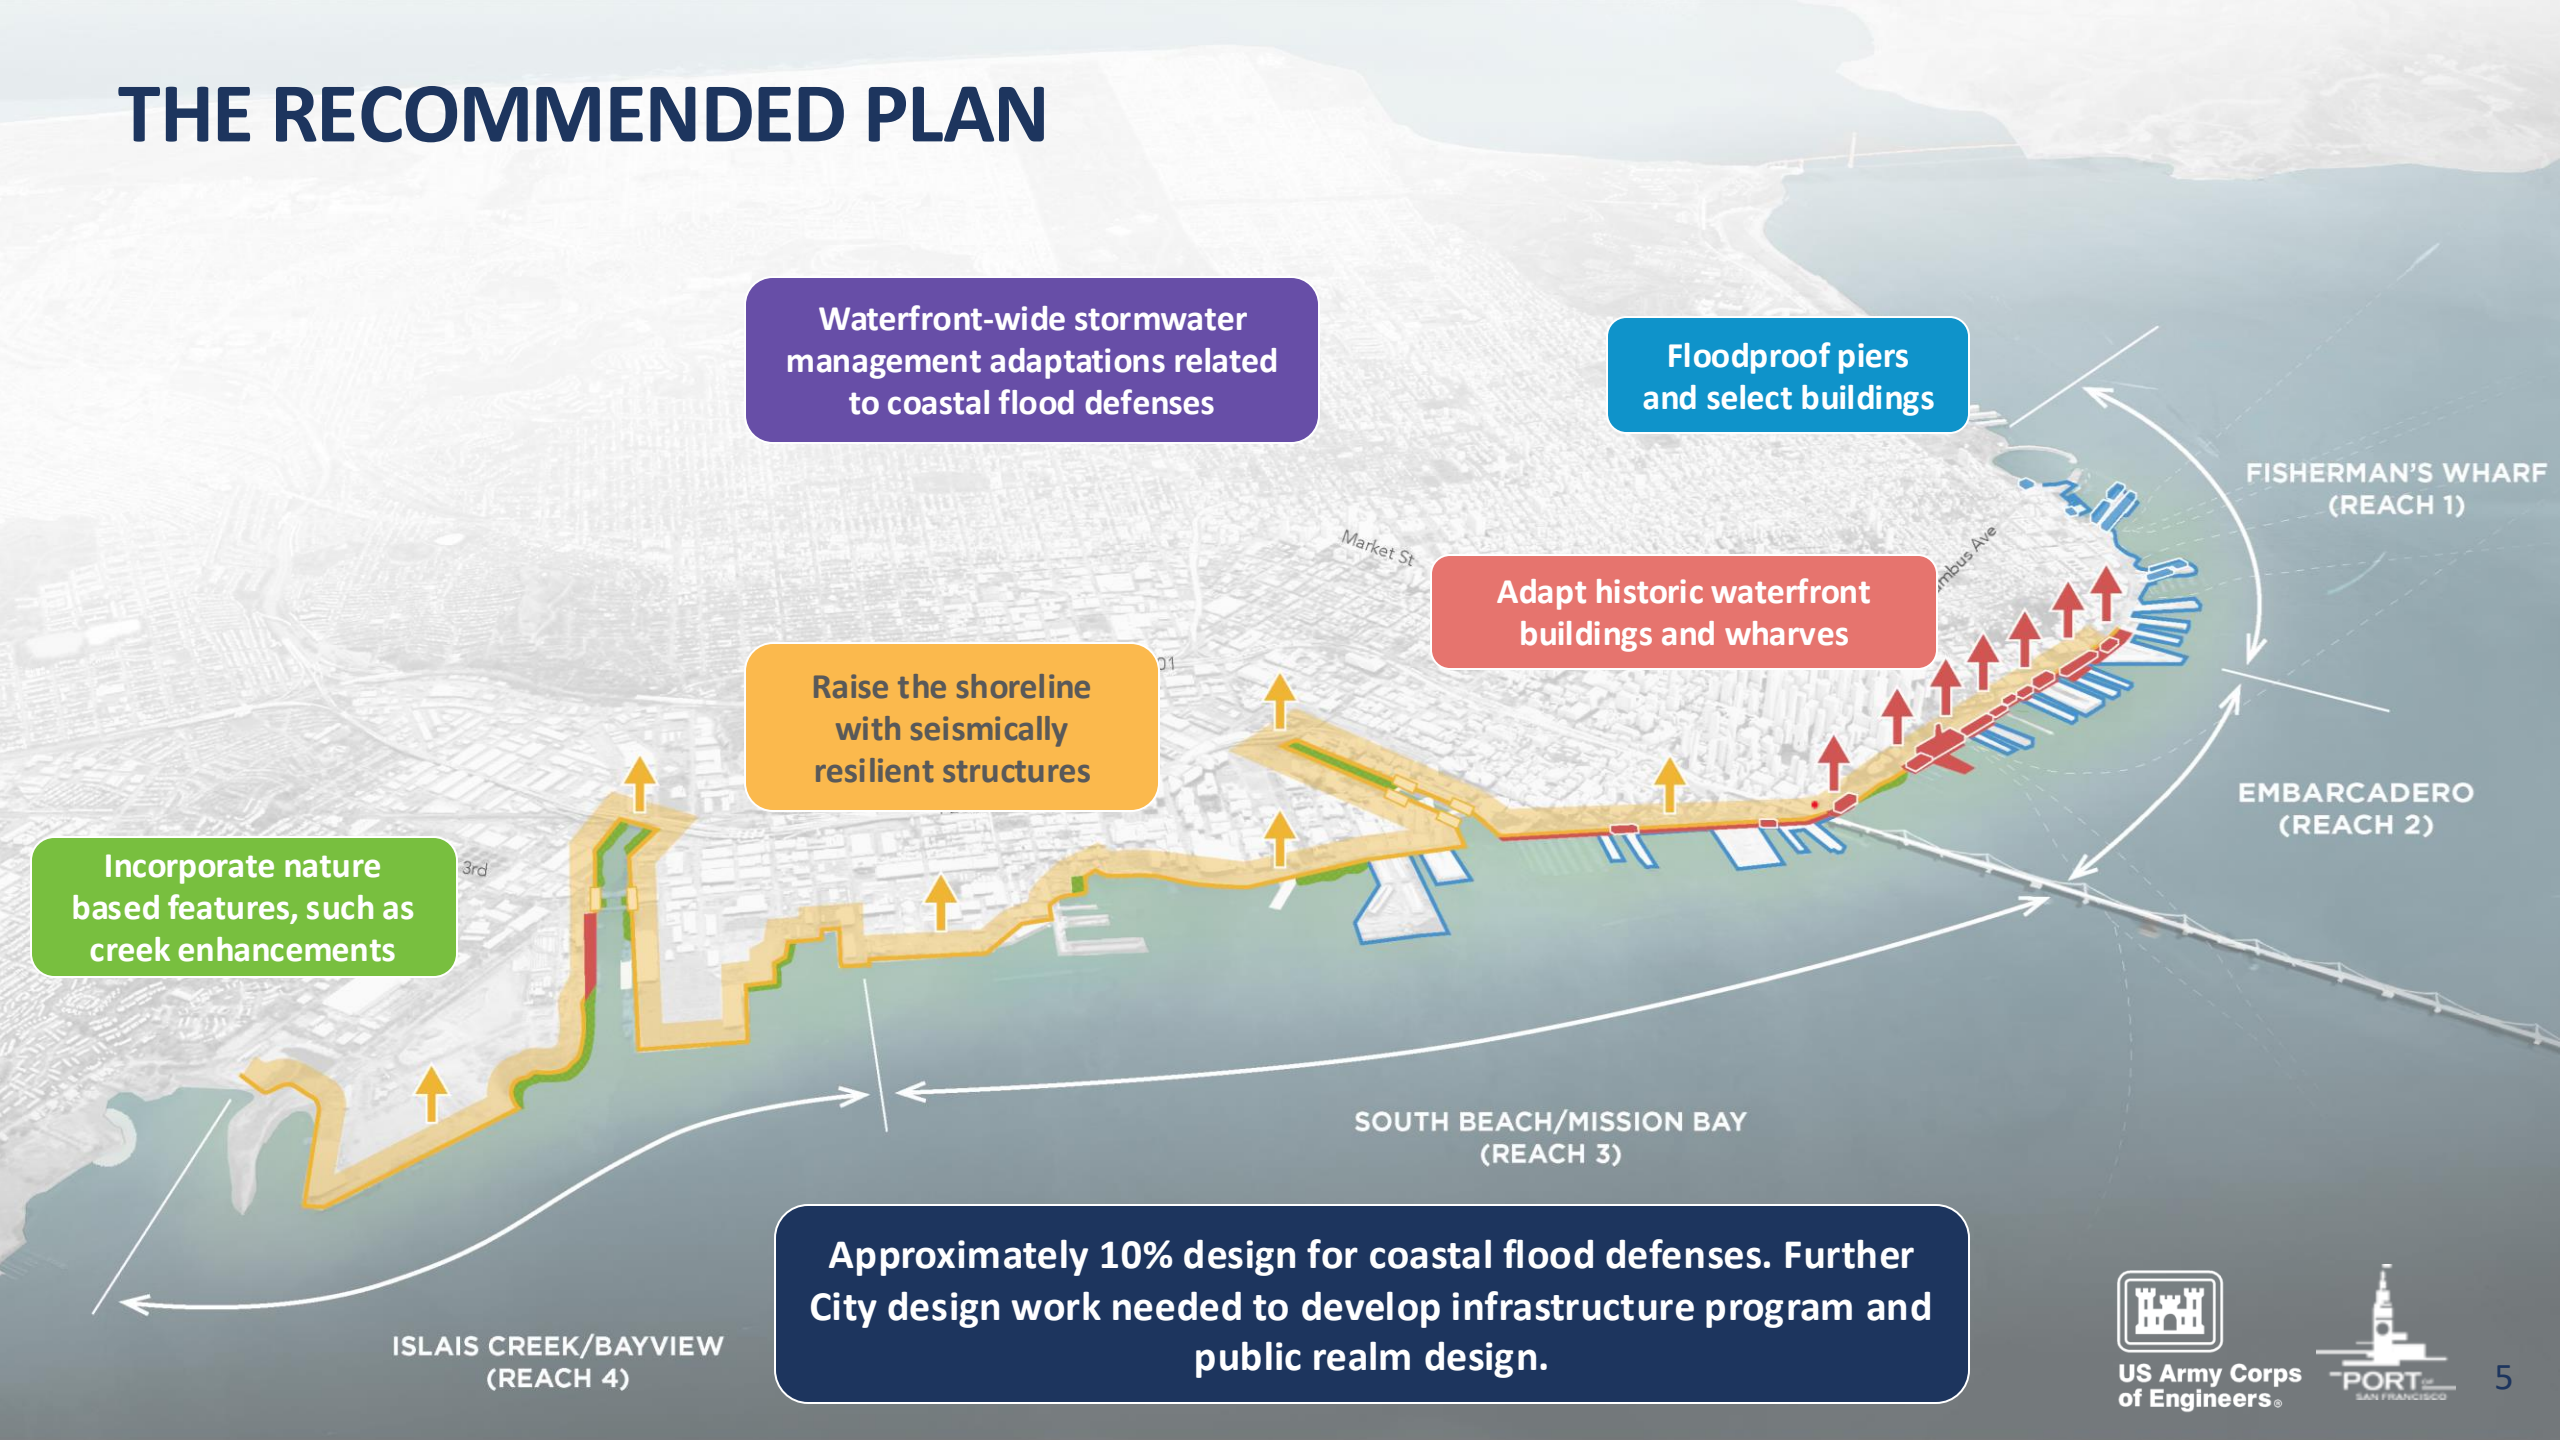 THE RECOMMENDED PLAN
Waterfront-wide stormwater
management adaptations related
to coastal flood defenses
Floodproof piers
and select buildings
FISHERMAN'S WHARF
(REACH 1)
Market St
Adapt historic waterfront
buildings and wharves
Raise the shoreline
with seismically
resilient structures
EMBARCADERO
(REACH 2)
Incorporate nature
based features, such as
creek enhancements
3rd
SOUTH BEACH/MISSION BAY
(REACH 3)
Approximately 10% design for coastal flood defenses. Further
City design work needed to develop infrastructure program and
public realm design.
ISLAIS CREEK/BAYVIEW
(REACH 4)
US Army Corps
of Engineers®
PORT OF
SAN FRANCISCO
5